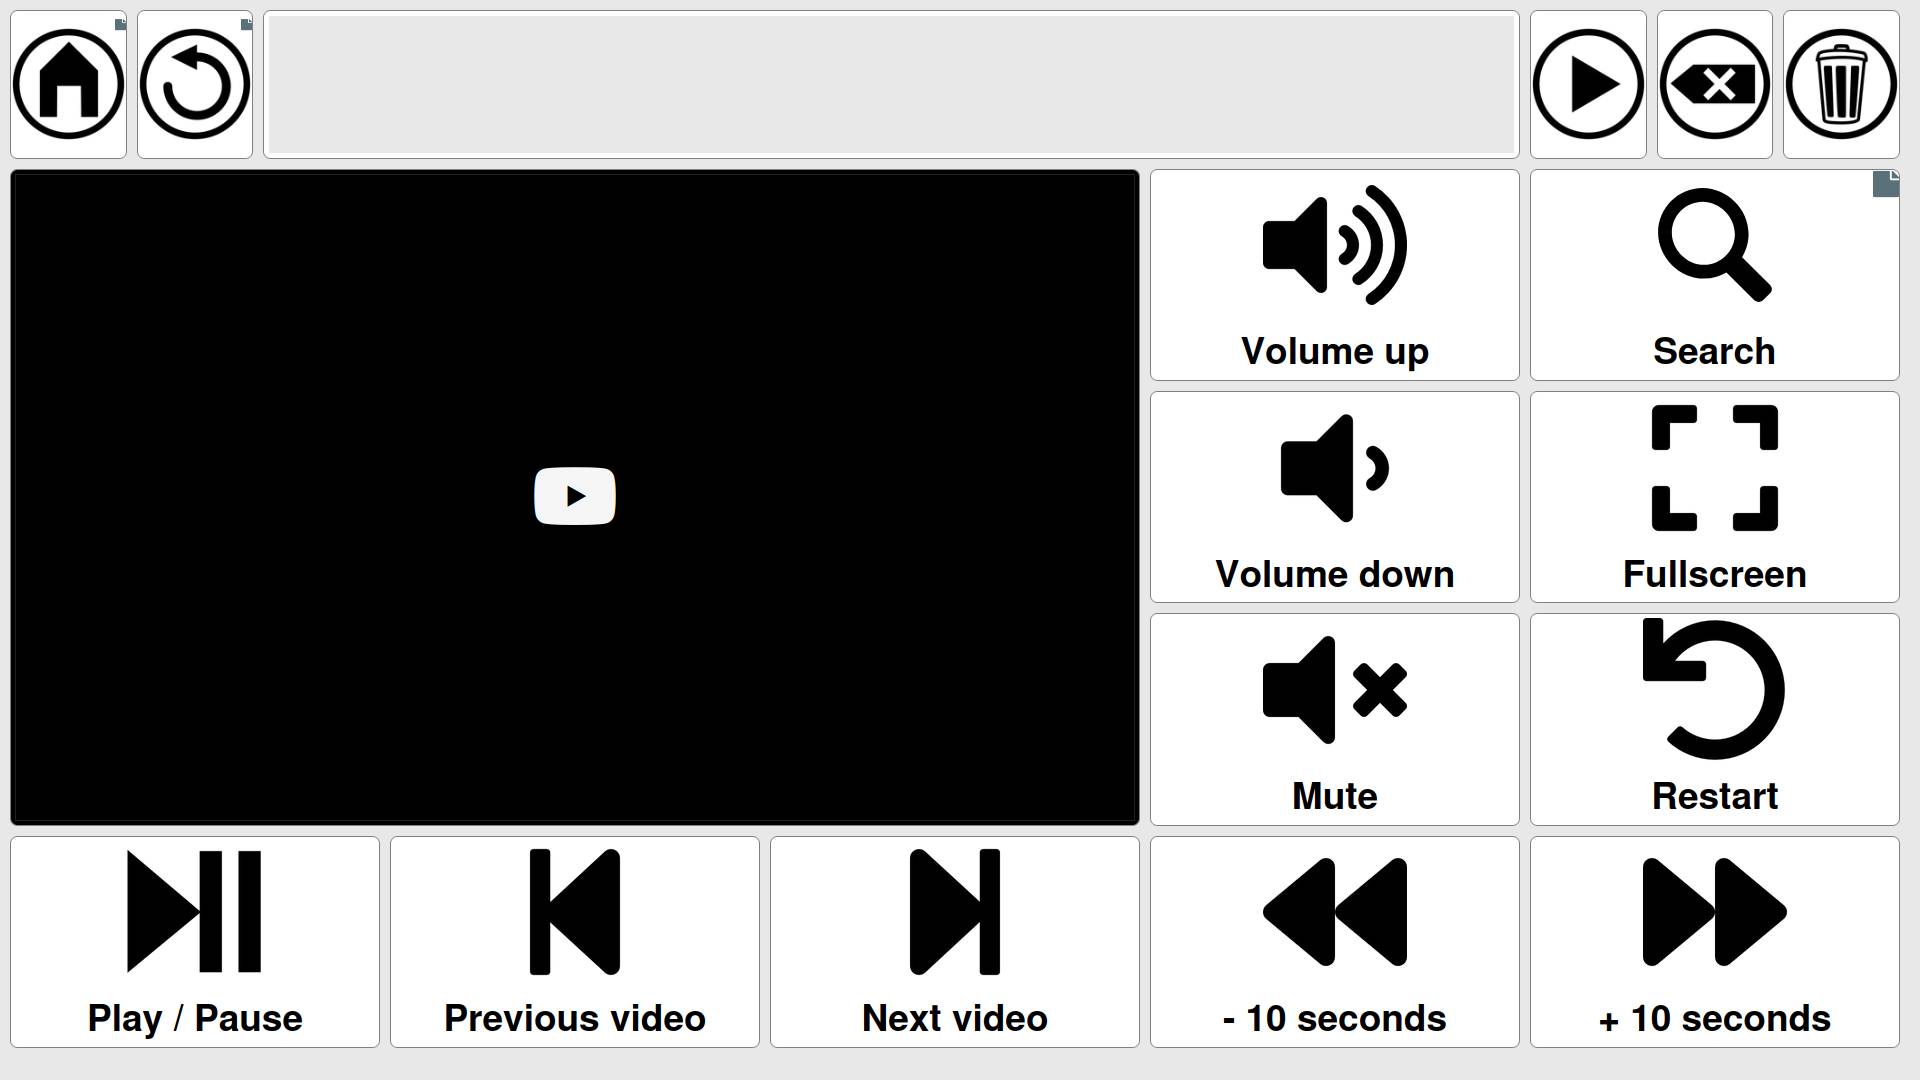 Volume up
Search
Volume down
Fullscreen
Mute
Restart
Play / Pause
Previous video
Next video
- 10 seconds
+ 10 seconds